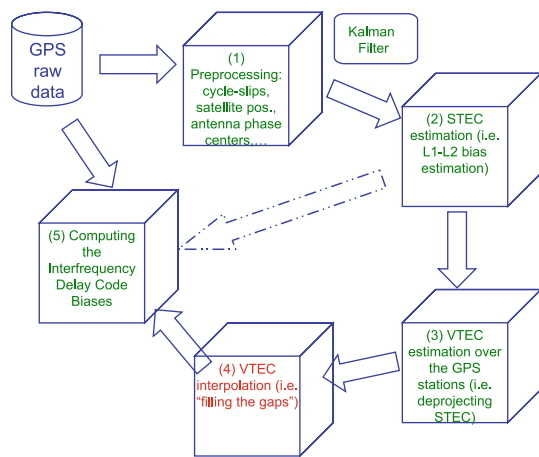 GPS
raw
data
(1)
Preprocessing:
cycle-slips,
satellite pos.,
antenna phase
centers,...
Kalman
Filter
(2) STEC
estimation (i.e.
L1-L2 bias
estimation)
(3) VTEC
estimation over
the GPS
stations (i.e.
deprojecting
STEC)
(4) VTEC
interpolation (i.e.
“filling the gaps”)
(5) Computing
the
Interfrequency
Delay Code
Biases